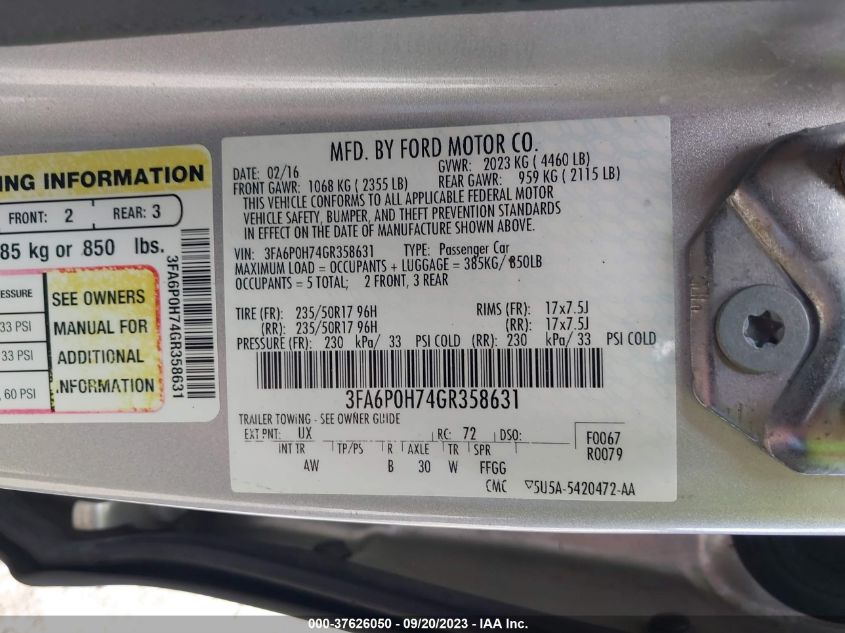 NG INFORMATION
FRONT: 2 REAR: 3
85 kg or 850 lbs.
3FA6P0H74GR358631
SSURE
SEE OWNERS
33 PSI
MANUAL FOR
33 PSI
ADDITIONAL
60 PSI
INFORMATION
MFD. BY FORD MOTOR CO.
DATE: 02/16 GVWR: 2023 KG ( 4460 LB)
FRONT GAWR: 1068 KG ( 2355 LB) REAR GAWR: 959 KG ( 2115 LB)
THIS VEHICLE CONFORMS TO ALL APPLICABLE FEDERAL MOTOR
VEHICLE SAFETY, BUMPER, AND THEFT PREVENTION STANDARDS
IN EFFECT ON THE DATE OF MANUFACTURE SHOWN ABOVE.
VIN: 3FA6P0H74GR358631 TYPE: Passenger Car
MAXIMUM LOAD = OCCUPANTS + LUGGAGE = 385KG/ 850LB
OCCUPANTS = 5 TOTAL; 2 FRONT, 3 REAR
TIRE (FR): 235/50R17 96H RIMS (FR): 17x7.5J
(RR): 235/50R17 96H (RR): 17x7.5J
PRESSURE (FR): 230 kPa/ 33 PSI COLD (RR): 230 kPa/ 33 PSI COLD
3FA6P0H74GR358631
TRAILER TOWING - SEE OWNER GUIDE
EXT PNT: UX RC: 72 DSO: F0067
INT TR TP/PS R AXLE TR SPR R0079
4W B 30 W FFGG
CMC 5U5A-5420472-AA
000-37626050 / 09/20/2023 - IAA Inc.